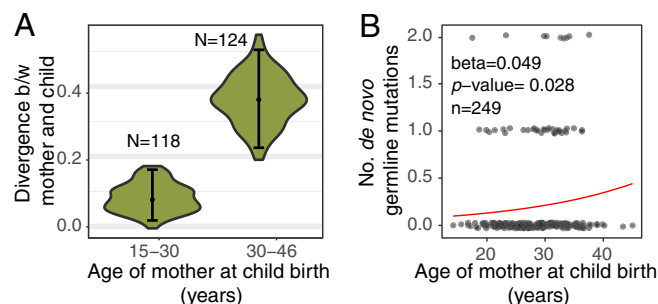 A
N=124
N=118
Divergence b/w
mother and child
0.4
0.2
0.0
15–30
30–46
Age of mother at child birth
(years)
B
beta=0.049
p–value= 0.028
n=249
No. de novo
germline mutations
2.0
1.5
1.0
0.5
0.0
20
30
40
Age of mother at child birth
(years)